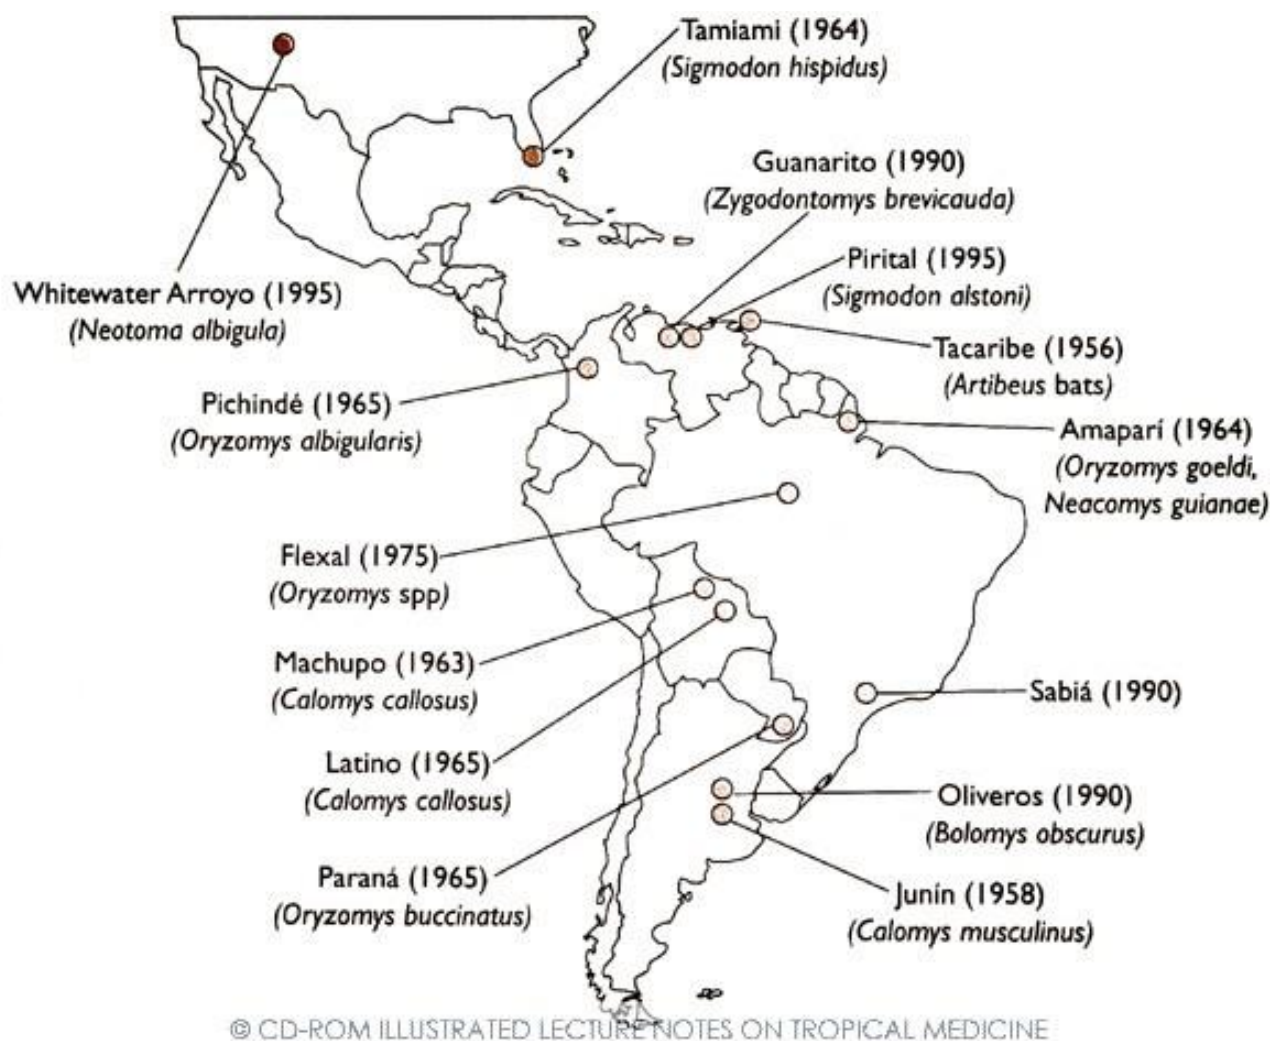 Tamiami (1964)
(Sigmodon hispidus)
Guanarito (1990)
(Zygodontomys brevicauda)
Pirital (1995)
(Sigmodon alstoni)
Whitewater Arroyo (1995)
(Neotoma albigula)
Tacaribe (1956)
(Artibeus bats)
Pichindé (1965)
(Oryzomys albigularis)
Amaparí (1964)
(Oryzomys goeldi,
Neacomys guianae)
Flexal (1975)
(Oryzomys spp)
Machupo (1963)
(Calomys callosus)
Sabiá (1990)
Latino (1965)
(Calomys callosus)
Oliveros (1990)
(Bolomys obscurus)
Paraná (1965)
(Oryzomys buccinatus)
Junín (1958)
(Calomys musculinus)
© CD-ROM ILLUSTRATED LECTURE NOTES ON TROPICAL MEDICINE